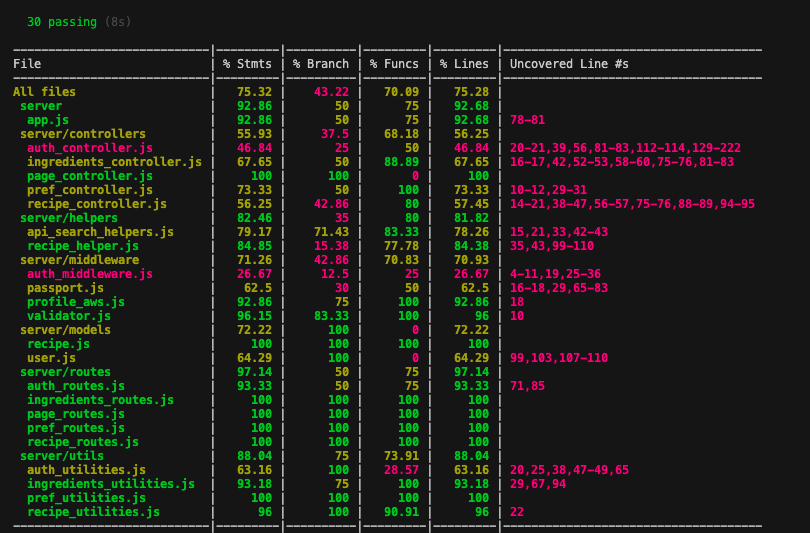 30 passing (8s)
File | % Stmts | % Branch | % Funcs | % Lines | Uncovered Line #s
All files | 75.32 | 43.22 | 70.09 | 75.28 |
server | 92.86 | 50 | 75 | 92.68 |
app.js | 92.86 | 50 | 75 | 92.68 | 78-81
server/controllers | 55.93 | 37.5 | 68.18 | 56.25 |
auth_controller.js | 46.84 | 25 | 50 | 46.84 | 20-21,39,56,81-83,112-114,129-222
ingredients_controller.js | 67.65 | 50 | 88.89 | 67.65 | 16-17,42,52-53,58-60,75-76,81-83
page_controller.js | 100 | 100 | 0 | 100 |
pref_controller.js | 73.33 | 50 | 100 | 73.33 | 10-12,29-31
recipe_controller.js | 56.25 | 42.86 | 80 | 57.45 | 14-21,38-47,56-57,75-76,88-89,94-95
server/helpers | 82.46 | 35 | 80 | 81.82 |
api_search_helpers.js | 79.17 | 71.43 | 83.33 | 78.26 | 15,21,33,42-43
recipe_helper.js | 84.85 | 15.38 | 77.78 | 84.38 | 35,43,99-110
server/middleware | 71.26 | 42.86 | 70.83 | 70.93 |
auth_middleware.js | 26.67 | 12.5 | 25 | 26.67 | 4-11,19,25-36
passport.js | 62.5 | 30 | 50 | 62.5 | 16-18,29,65-83
profile_aws.js | 92.86 | 75 | 100 | 92.86 | 18
validator.js | 96.15 | 83.33 | 100 | 96 | 10
server/models | 72.22 | 100 | 0 | 72.22 |
recipe.js | 100 | 100 | 100 | 100 |
user.js | 64.29 | 100 | 0 | 64.29 | 99,103,107-110
server/routes | 97.14 | 50 | 75 | 97.14 |
auth_routes.js | 93.33 | 50 | 75 | 93.33 | 71,85
ingredients_routes.js | 100 | 100 | 100 | 100 |
page_routes.js | 100 | 100 | 100 | 100 |
pref_routes.js | 100 | 100 | 100 | 100 |
recipe_routes.js | 100 | 100 | 100 | 100 |
server/utils | 88.04 | 75 | 73.91 | 88.04 |
auth_utilities.js | 63.16 | 100 | 28.57 | 63.16 | 20,25,38,47-49,65
ingredients_utilities.js | 93.18 | 75 | 100 | 93.18 | 29,67,94
pref_utilities.js | 100 | 100 | 100 | 100 |
recipe_utilities.js | 96 | 100 | 90.91 | 96 | 22